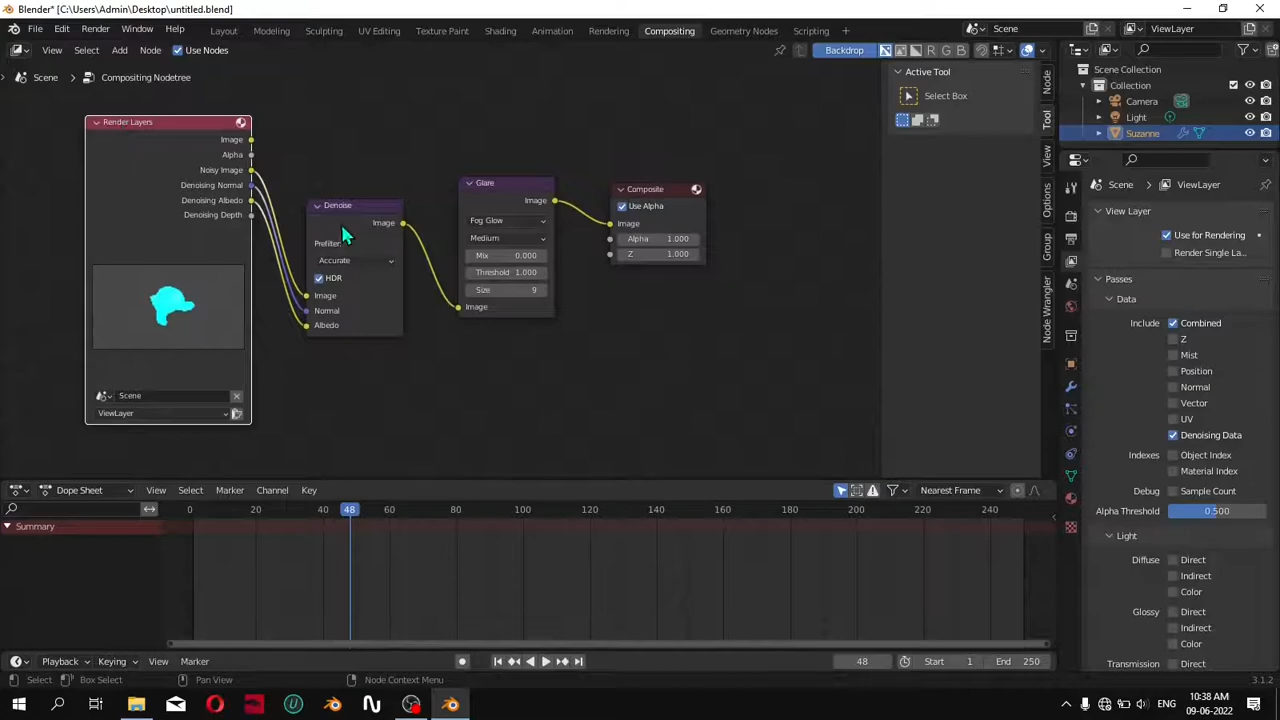 Blender* [C:\Users\Admin\Desktop\untitled.blend]
File Edit Render Window Help Layout Modeling Sculpting UV Editing Texture Paint Shading Animation Rendering Compositing Geometry Nodes Scripting + Scene ViewLayer
View Select Add Node Use Nodes Backdrop R G B
Scene > Compositing Nodetree
Active Tool
Select Box
Node
Tool
View
Options
Group
Node Wrangler
Scene Collection
Collection
Camera
Light
Suzanne
Scene > ViewLayer
View Layer
Use for Rendering
Render Single La...
Passes
Data
Include Combined
Z
Mist
Position
Normal
Vector
UV
Denoising Data
Indexes Object Index
Material Index
Debug Sample Count
Alpha Threshold 0.500
Light
Diffuse Direct
Indirect
Color
Glossy Direct
Indirect
Color
Transmission Direct
Render Layers
Image
Alpha
Noisy Image
Denoising Normal
Denoising Albedo
Denoising Depth
Scene
ViewLayer
Denoise
Image
Prefilter:
Accurate
HDR
Image
Normal
Albedo
Glare
Image
Fog Glow
Medium
Mix 0.000
Threshold 1.000
Size 9
Image
Composite
Use Alpha
Image
Alpha 1.000
Z 1.000
Dope Sheet View Select Marker Channel Key Nearest Frame
0 20 40 48 60 80 100 120 140 160 180 200 220 240
Summary
Playback Keying View Marker 48 Start 1 End 250
Select Box Select Pan View Node Context Menu 3.1.2
ENG 10:38 AM
09-06-2022